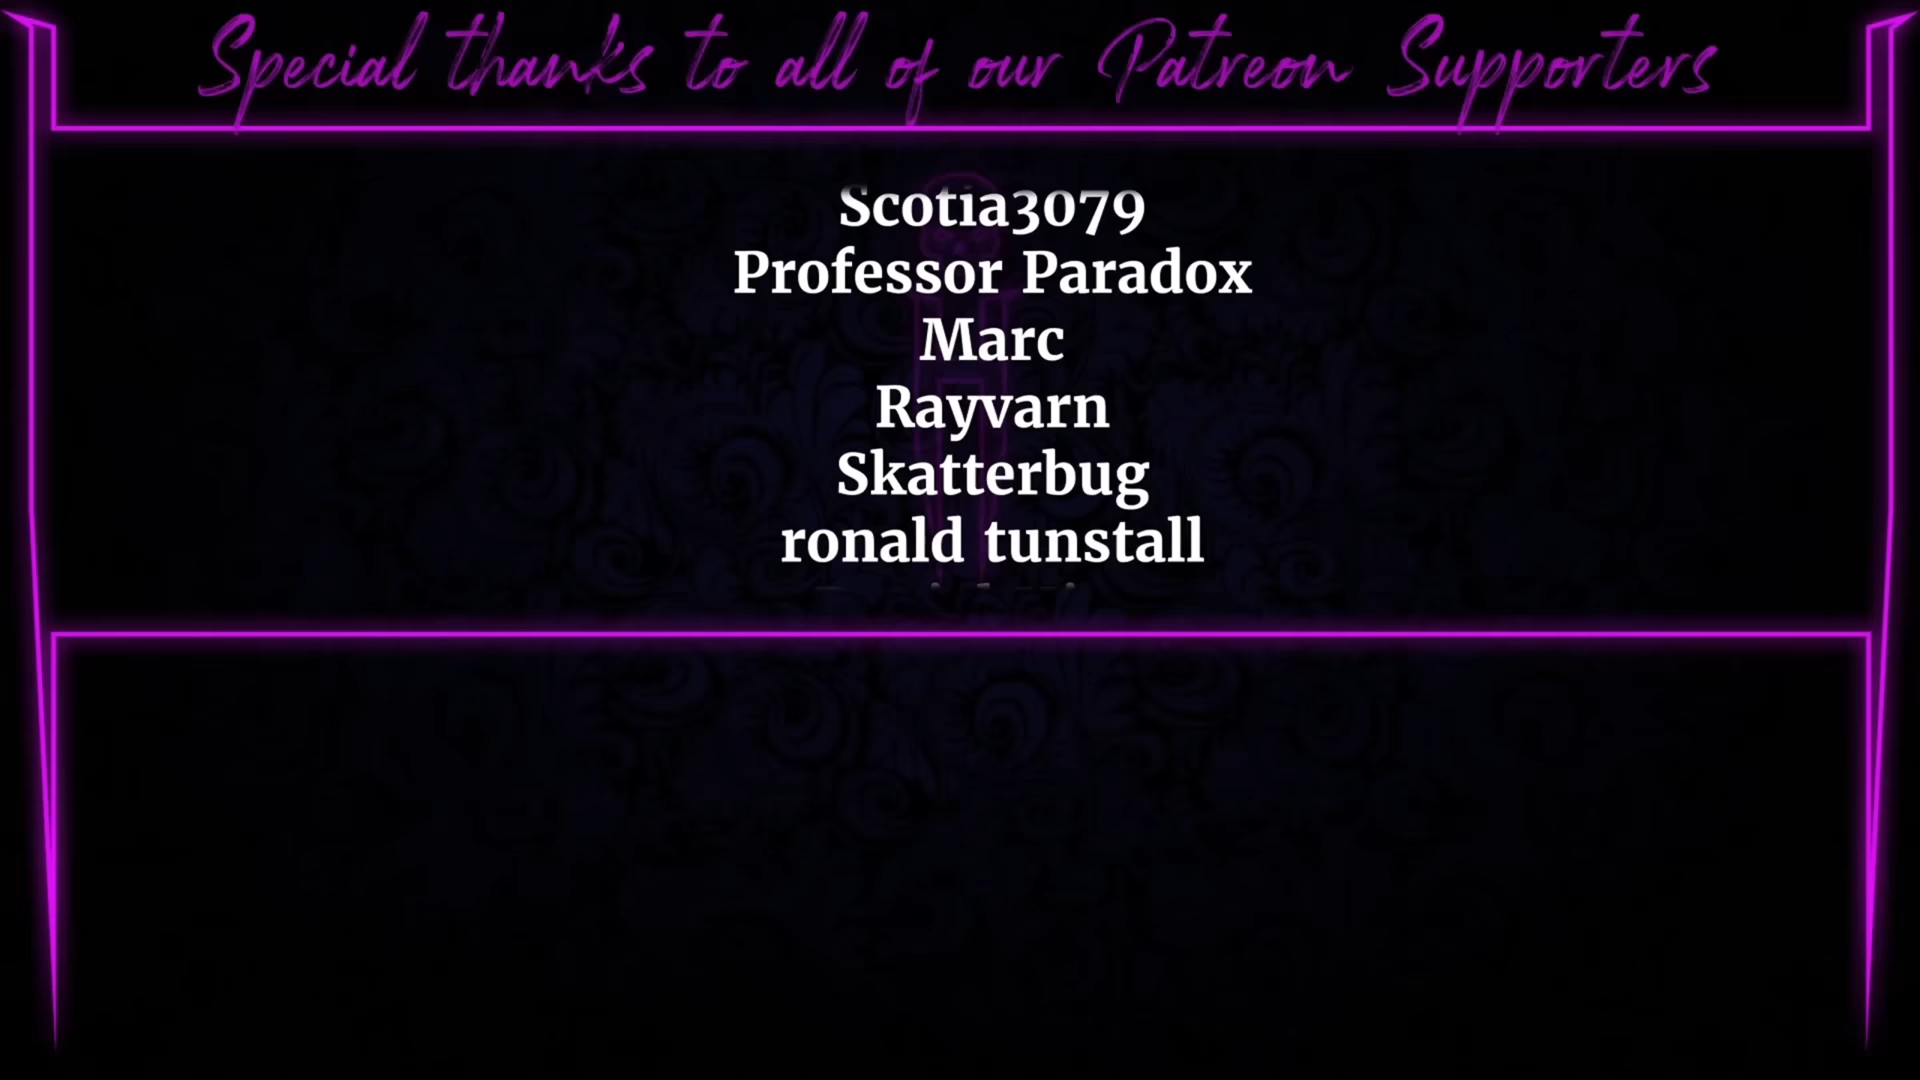 Special thanks to all of our Patreon Supporters
Scotia3079
Professor Paradox
Marc
Rayvarn
Skatterbug
ronald tunstall